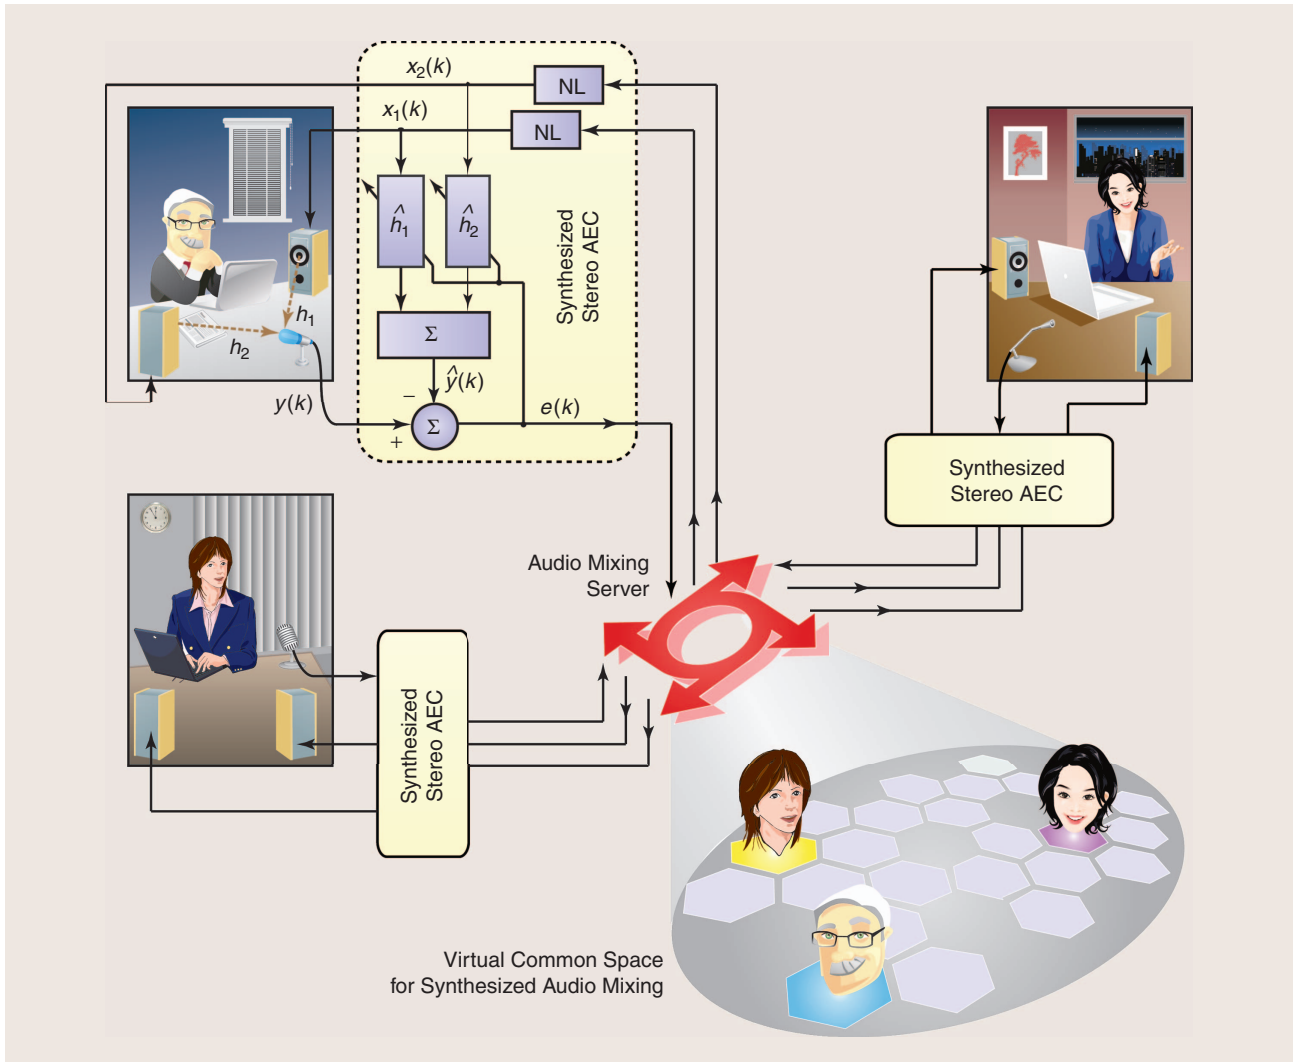 x₂(k)
NL
x₁(k)
NL
ĥ₁
ĥ₂
Synthesized
Stereo AEC
h₁
h₂
Σ
ŷ(k)
−
y(k)
+
Σ
e(k)
Synthesized
Stereo AEC
Audio Mixing
Server
Synthesized
Stereo AEC
Virtual Common Space
for Synthesized Audio Mixing